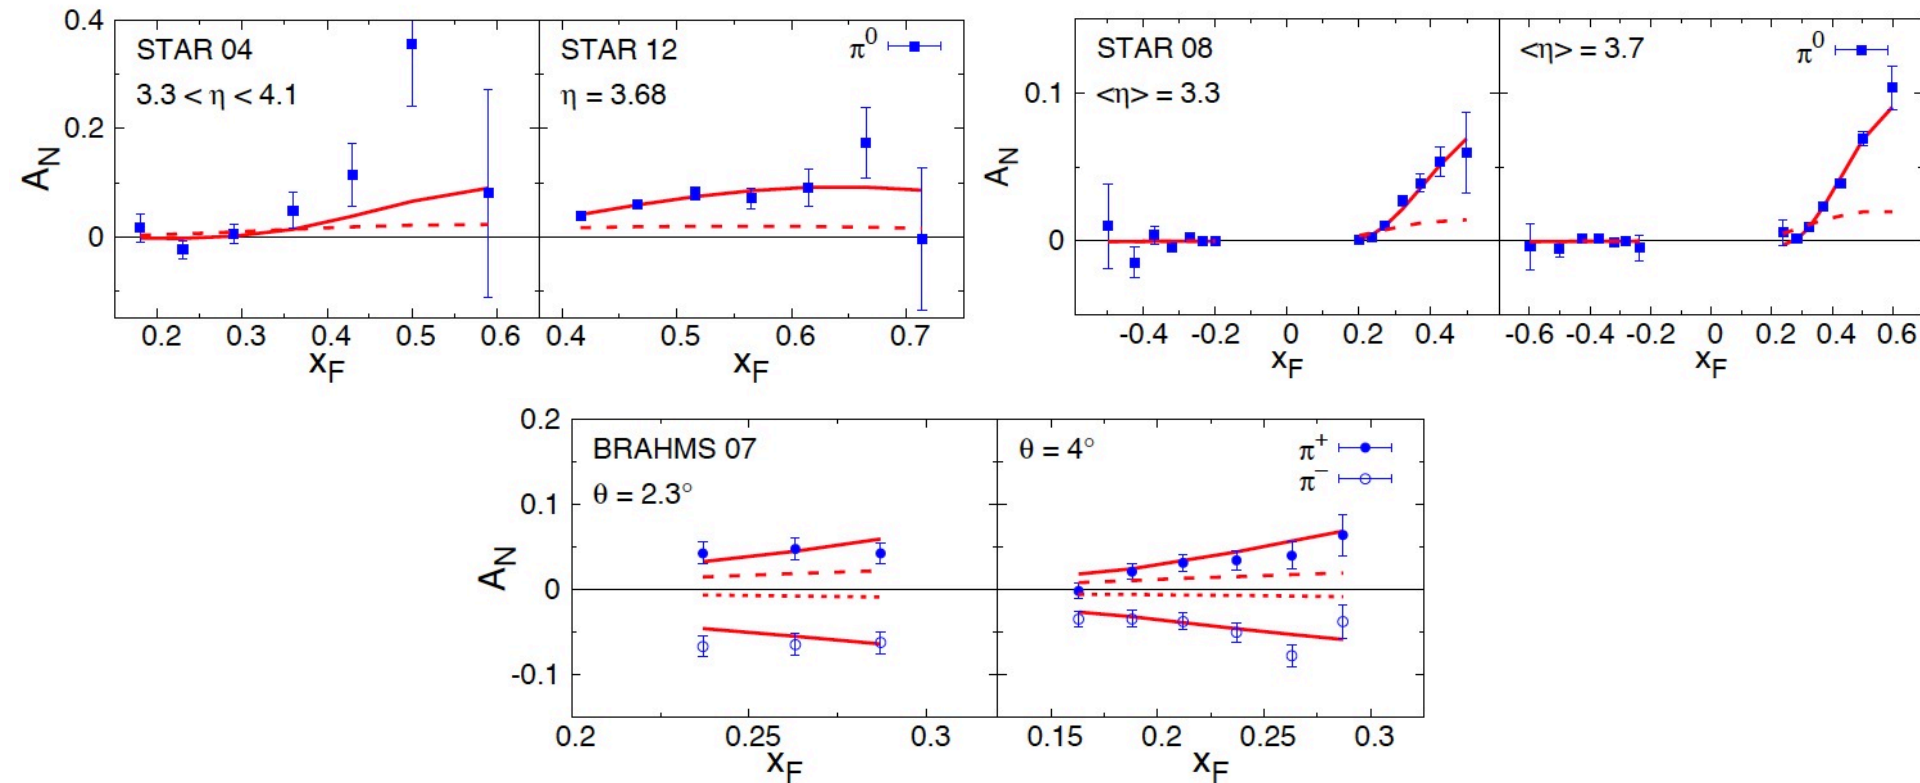 0.4
0.2
0
A_N
STAR 04
3.3 < η < 4.1
STAR 12
η = 3.68
π⁰
0.2 0.3 0.4 0.5 0.6
0.4 0.5 0.6 0.7
x_F
x_F
0.1
0
A_N
STAR 08
<η> = 3.3
<η> = 3.7
π⁰
-0.4 -0.2 0 0.2 0.4
-0.6 -0.4 -0.2 0 0.2 0.4 0.6
x_F
x_F
0.2
0.1
0
-0.1
A_N
BRAHMS 07
θ = 2.3°
θ = 4°
π⁺
π⁻
0.2 0.25 0.3
0.15 0.2 0.25 0.3
x_F
x_F